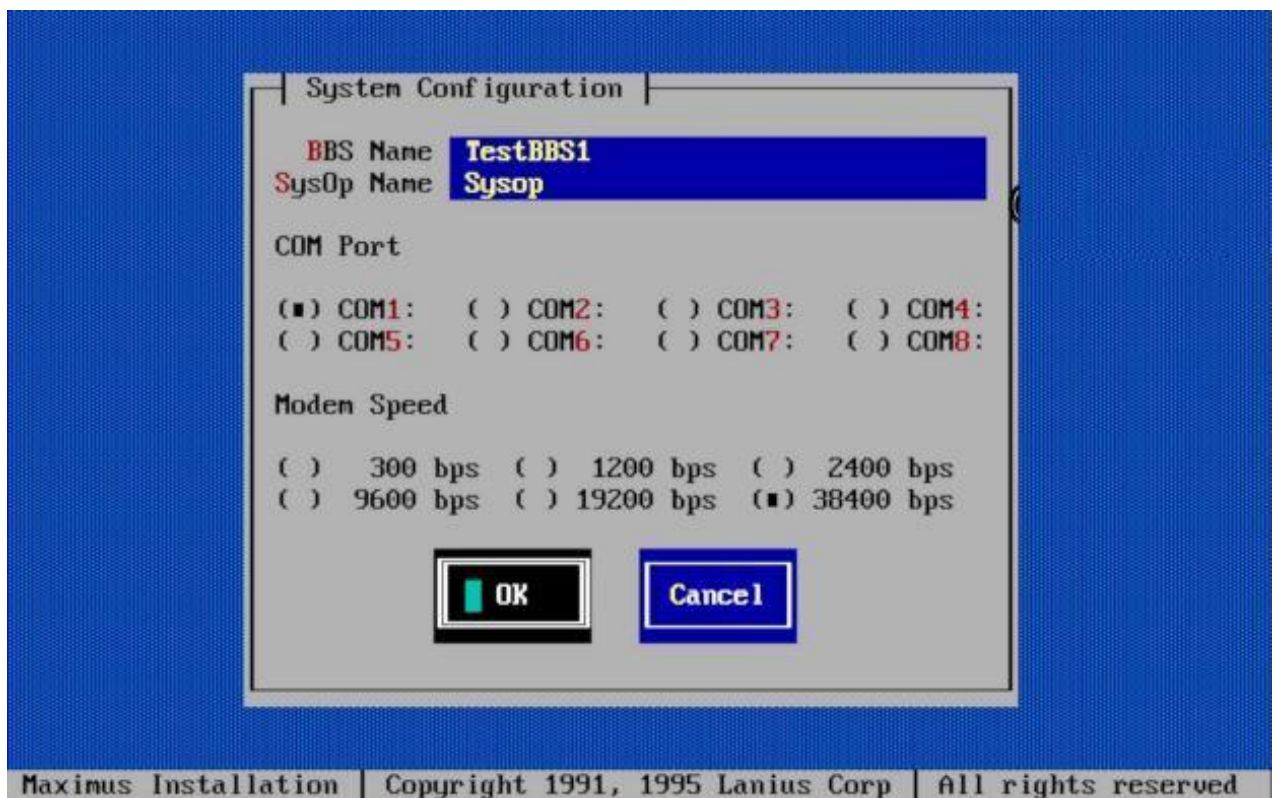 System Configuration
BBS Name TestBBS1
SysOp Name Sysop
COM Port
(■) COM1: ( ) COM2: ( ) COM3: ( ) COM4:
( ) COM5: ( ) COM6: ( ) COM7: ( ) COM8:
Modem Speed
( ) 300 bps ( ) 1200 bps ( ) 2400 bps
( ) 9600 bps ( ) 19200 bps (■) 38400 bps
OK Cancel
Maximus Installation | Copyright 1991, 1995 Lanius Corp | All rights reserved